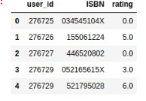 user_id ISBN rating
0 276725 034545104X 0.0
1 276726 155061224 5.0
2 276727 446520802 0.0
3 276729 052165615X 3.0
4 276729 521795028 6.0